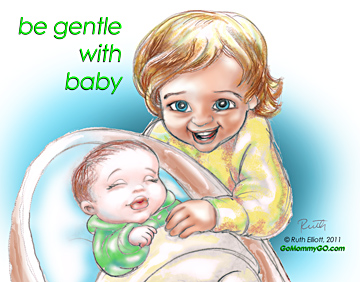 be gentle
with
baby
Ruth
© Ruth Elliott, 2011
GoMommyGO.com